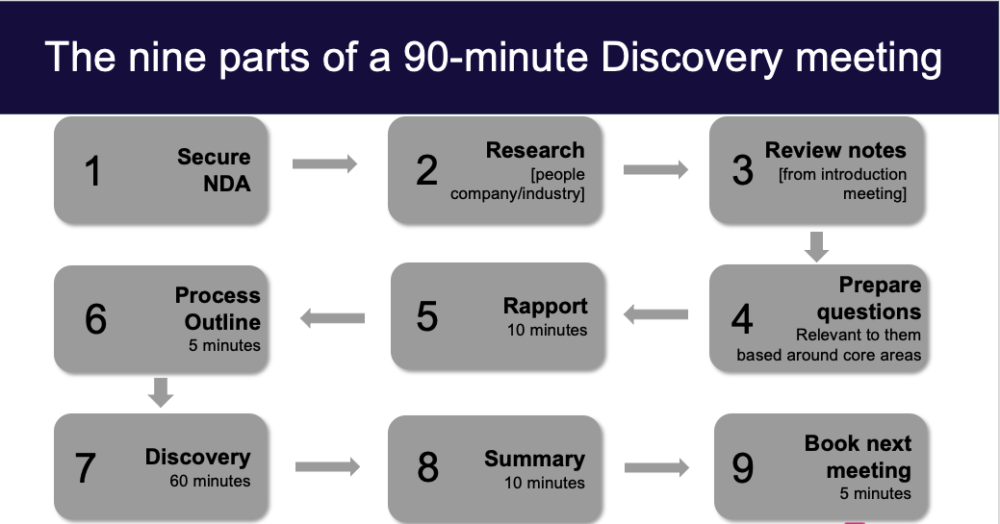 The nine parts of a 90-minute Discovery meeting
1
Secure
NDA
2
Research
[people
company/industry]
3
Review notes
[from introduction
meeting]
4
Prepare
questions
Relevant to them
based around core areas
5
Rapport
10 minutes
6
Process
Outline
5 minutes
7
Discovery
60 minutes
8
Summary
10 minutes
9
Book next
meeting
5 minutes